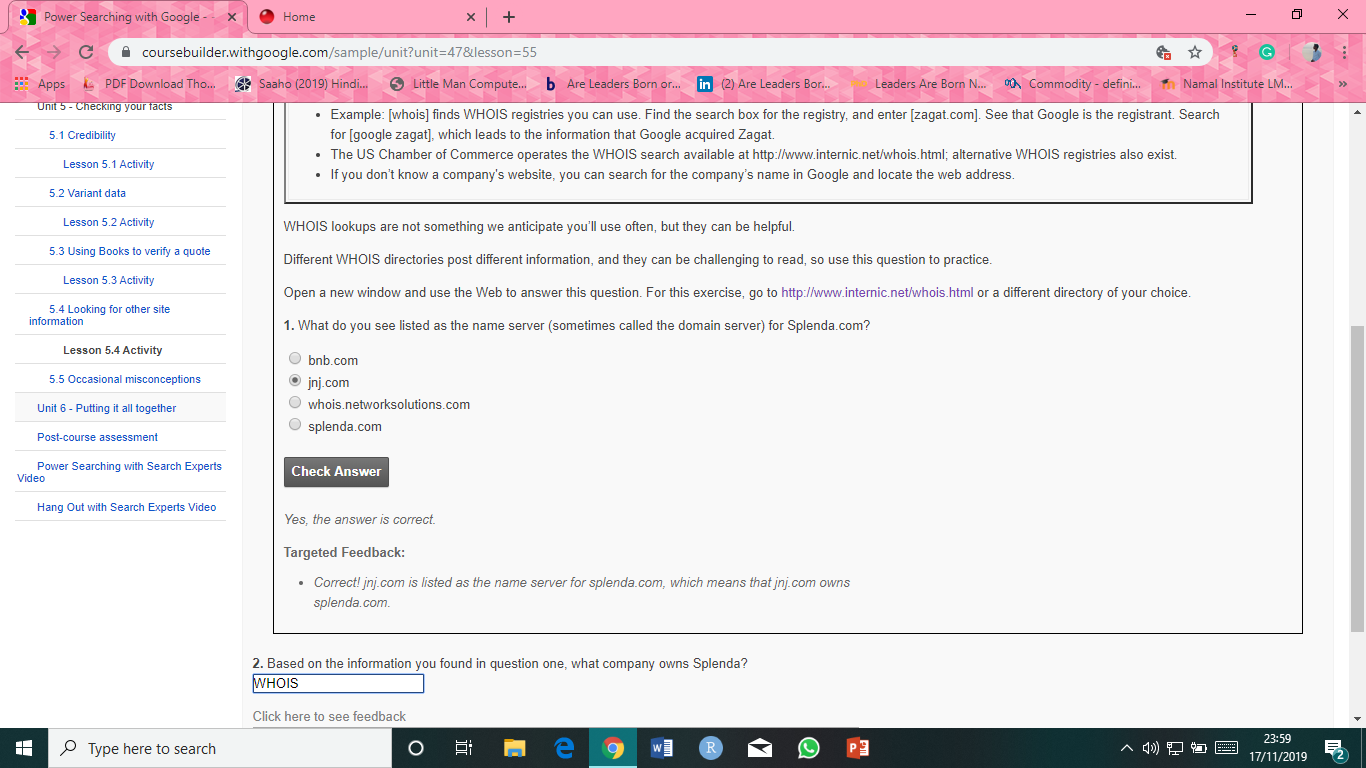 Power Searching with Google -
Home
coursebuilder.withgoogle.com/sample/unit?unit=47&lesson=55
Apps
PDF Download Tho...
Saaho (2019) Hindi...
Little Man Compute...
Are Leaders Born or...
(2) Are Leaders Bor...
Leaders Are Born N...
Commodity - defini...
Namal Institute LM...
»
Unit 5 - Checking your facts
5.1 Credibility
Lesson 5.1 Activity
5.2 Variant data
Lesson 5.2 Activity
5.3 Using Books to verify a quote
Lesson 5.3 Activity
5.4 Looking for other site
information
Lesson 5.4 Activity
5.5 Occasional misconceptions
Unit 6 - Putting it all together
Post-course assessment
Power Searching with Search Experts
Video
Hang Out with Search Experts Video
• Example: [whois] finds WHOIS registries you can use. Find the search box for the registry, and enter [zagat.com]. See that Google is the registrant. Search
for [google zagat], which leads to the information that Google acquired Zagat.
• The US Chamber of Commerce operates the WHOIS search available at http://www.internic.net/whois.html; alternative WHOIS registries also exist.
• If you don't know a company's website, you can search for the company's name in Google and locate the web address.
WHOIS lookups are not something we anticipate you'll use often, but they can be helpful.
Different WHOIS directories post different information, and they can be challenging to read, so use this question to practice.
Open a new window and use the Web to answer this question. For this exercise, go to http://www.internic.net/whois.html or a different directory of your choice.
1. What do you see listed as the name server (sometimes called the domain server) for Splenda.com?
bnb.com
jnj.com
whois.networksolutions.com
splenda.com
Check Answer
Yes, the answer is correct.
Targeted Feedback:
• Correct! jnj.com is listed as the name server for splenda.com, which means that jnj.com owns
splenda.com.
2. Based on the information you found in question one, what company owns Splenda?
WHOIS
Click here to see feedback
Type here to search
23:59
17/11/2019
2